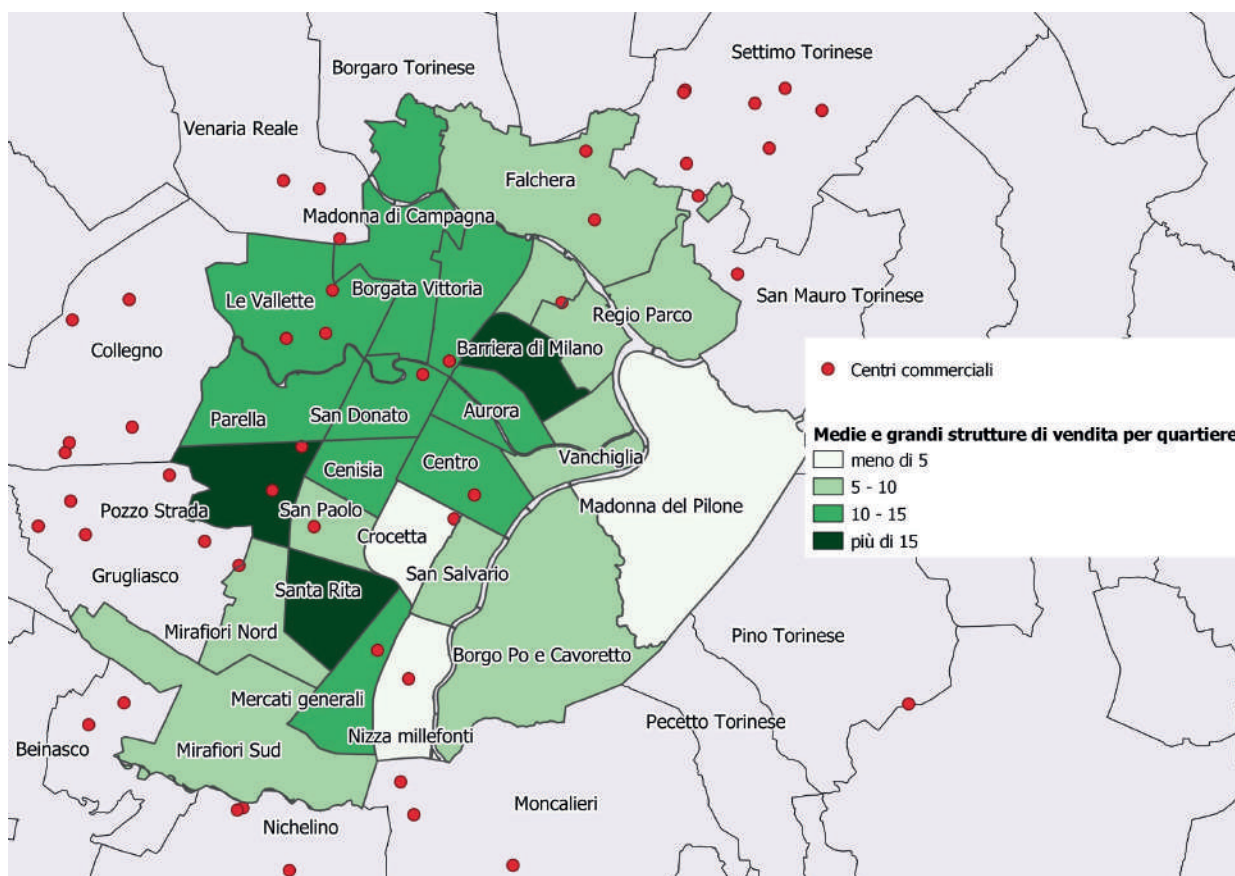 Settimo Torinese
Borgaro Torinese
Venaria Reale
Falchera
Madonna di Campagna
Le Vallette
Borgata Vittoria
San Mauro Torinese
Regio Parco
Collegno
Barriera di Milano
Centri commerciali
Parella
San Donato
Aurora
Medie e grandi strutture di vendita per quartiere
Vanchiglia
Cenisia
Centro
meno di 5
5 - 10
Madonna del Pilone
Pozzo Strada
San Paolo
10 - 15
Crocetta
più di 15
Grugliasco
San Salvario
Santa Rita
Mirafiori Nord
Pino Torinese
Borgo Po e Cavoretto
Mercati generali
Pecetto Torinese
Nizza millefonti
Beinasco
Mirafiori Sud
Moncalieri
Nichelino